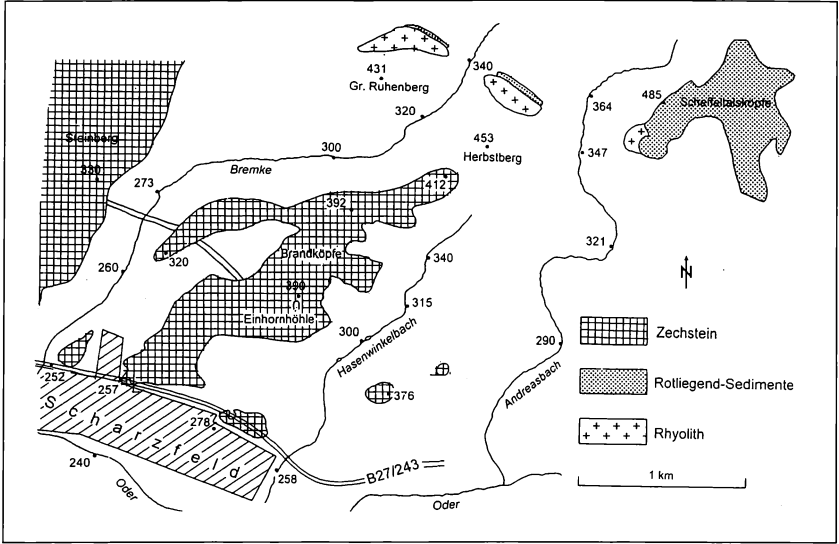 431
Gr. Ruhenberg
340
320
453
Herbstberg
364
485
Schaffeltalsköpfe
347
Steinberg
330
300
Bremke
273
412
392
321
260
320
Brandköpfe
390
Einhornhöhle
340
315
300
Hasenwinkelbach
290
Andreasbach
N
Zechstein
Rotliegend-Sedimente
Rhyolith
1 km
252
257
376
278
Scharzfeld
240
258
B27/243
Oder
Oder